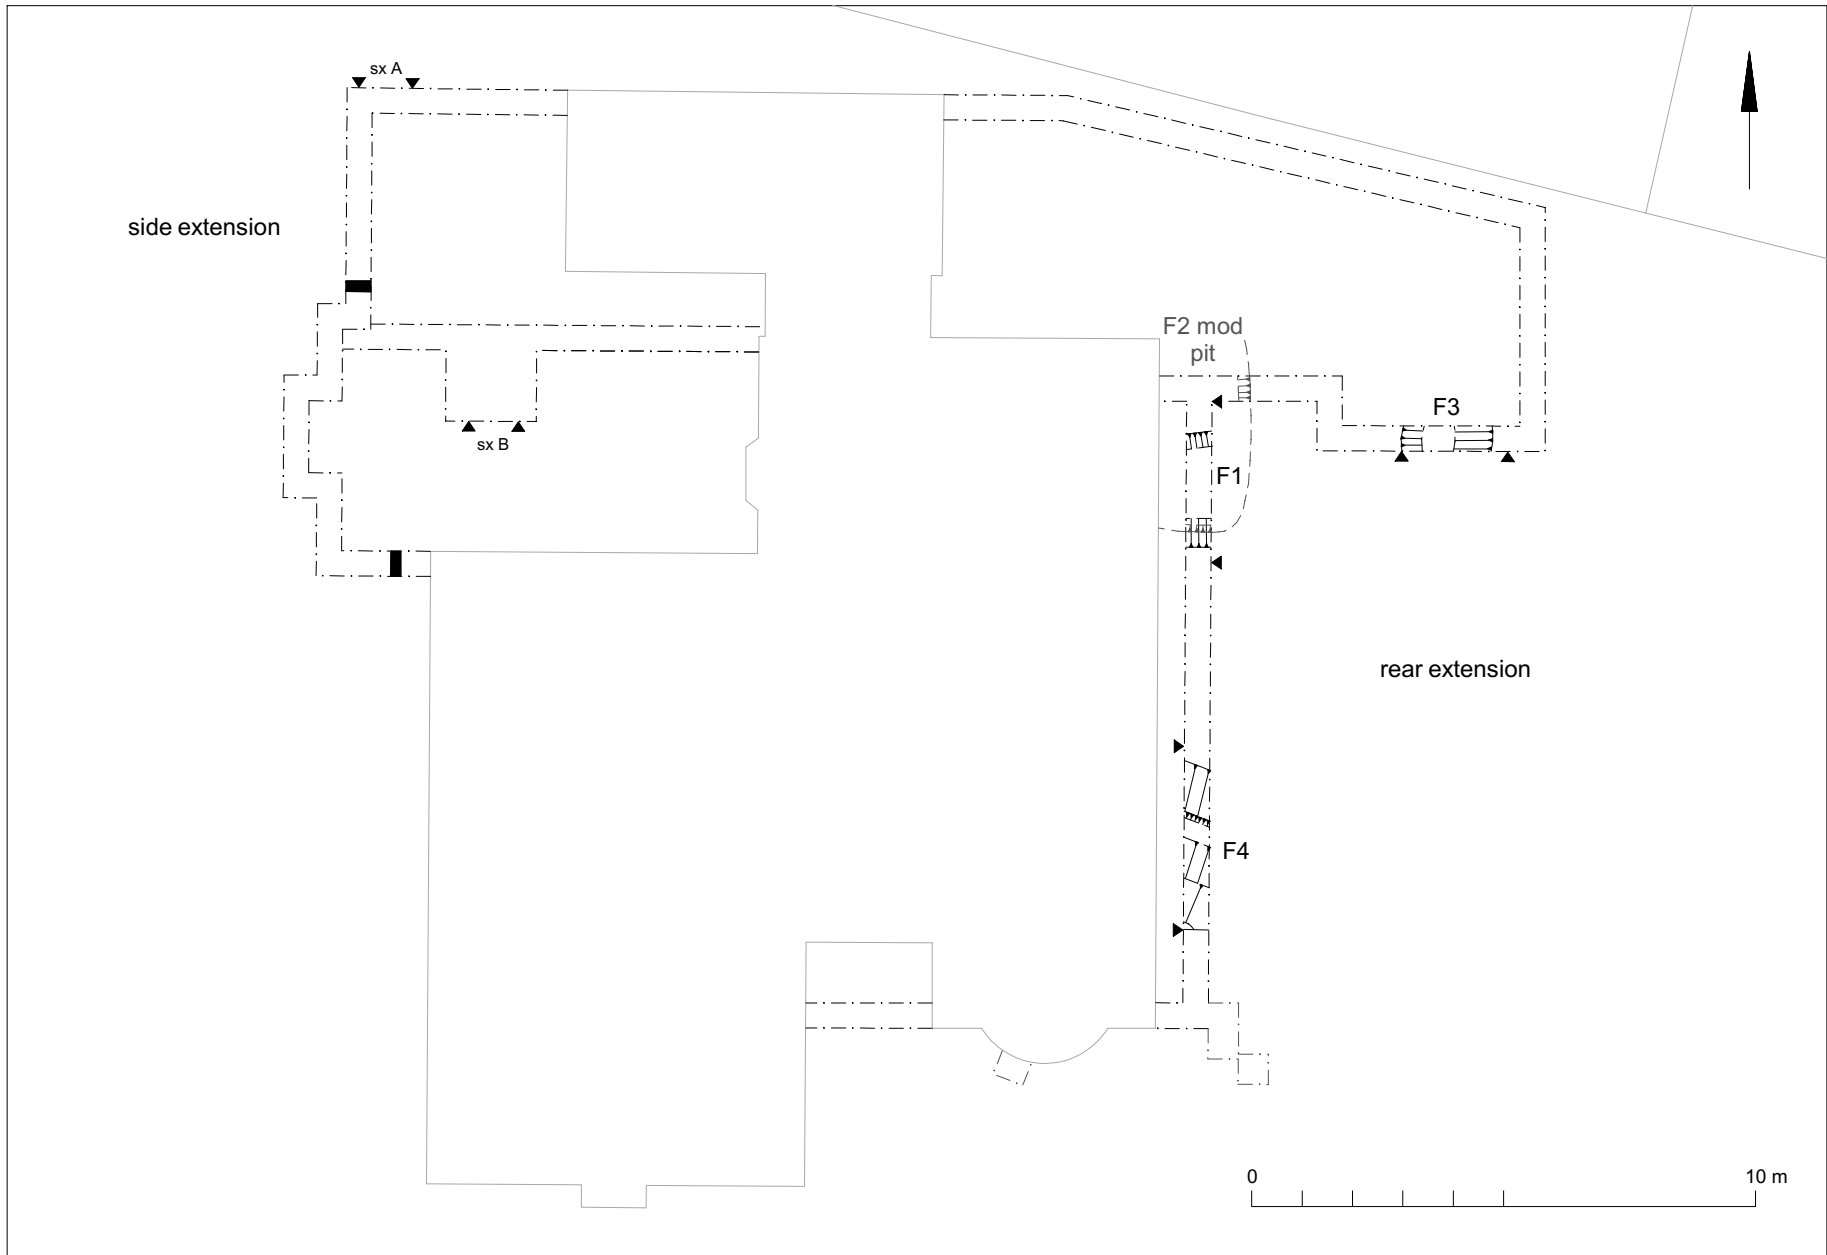 sx A
side extension
F2 mod
pit
F3
sx B
F1
rear extension
F4
0 10 m